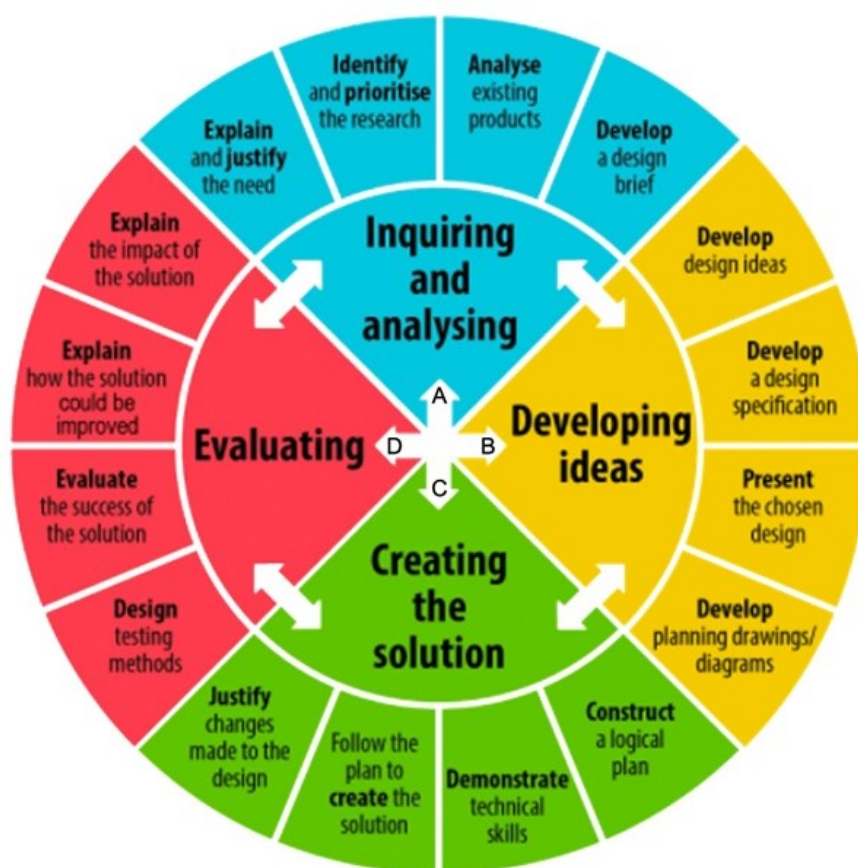 Inquiring
and
analysing
Explain
and justify
the need
Identify
and prioritise
the research
Analyse
existing
products
Develop
a design
brief
Developing
ideas
Develop
design ideas
Develop
a design
specification
Present
the chosen
design
Develop
planning drawings/
diagrams
Creating
the
solution
Construct
a logical
plan
Demonstrate
technical
skills
Follow the
plan to
create the
solution
Justify
changes
made to the
design
Evaluating
Design
testing
methods
Evaluate
the success of
the solution
Explain
how the solution
could be
improved
Explain
the impact of
the solution
A
B
C
D